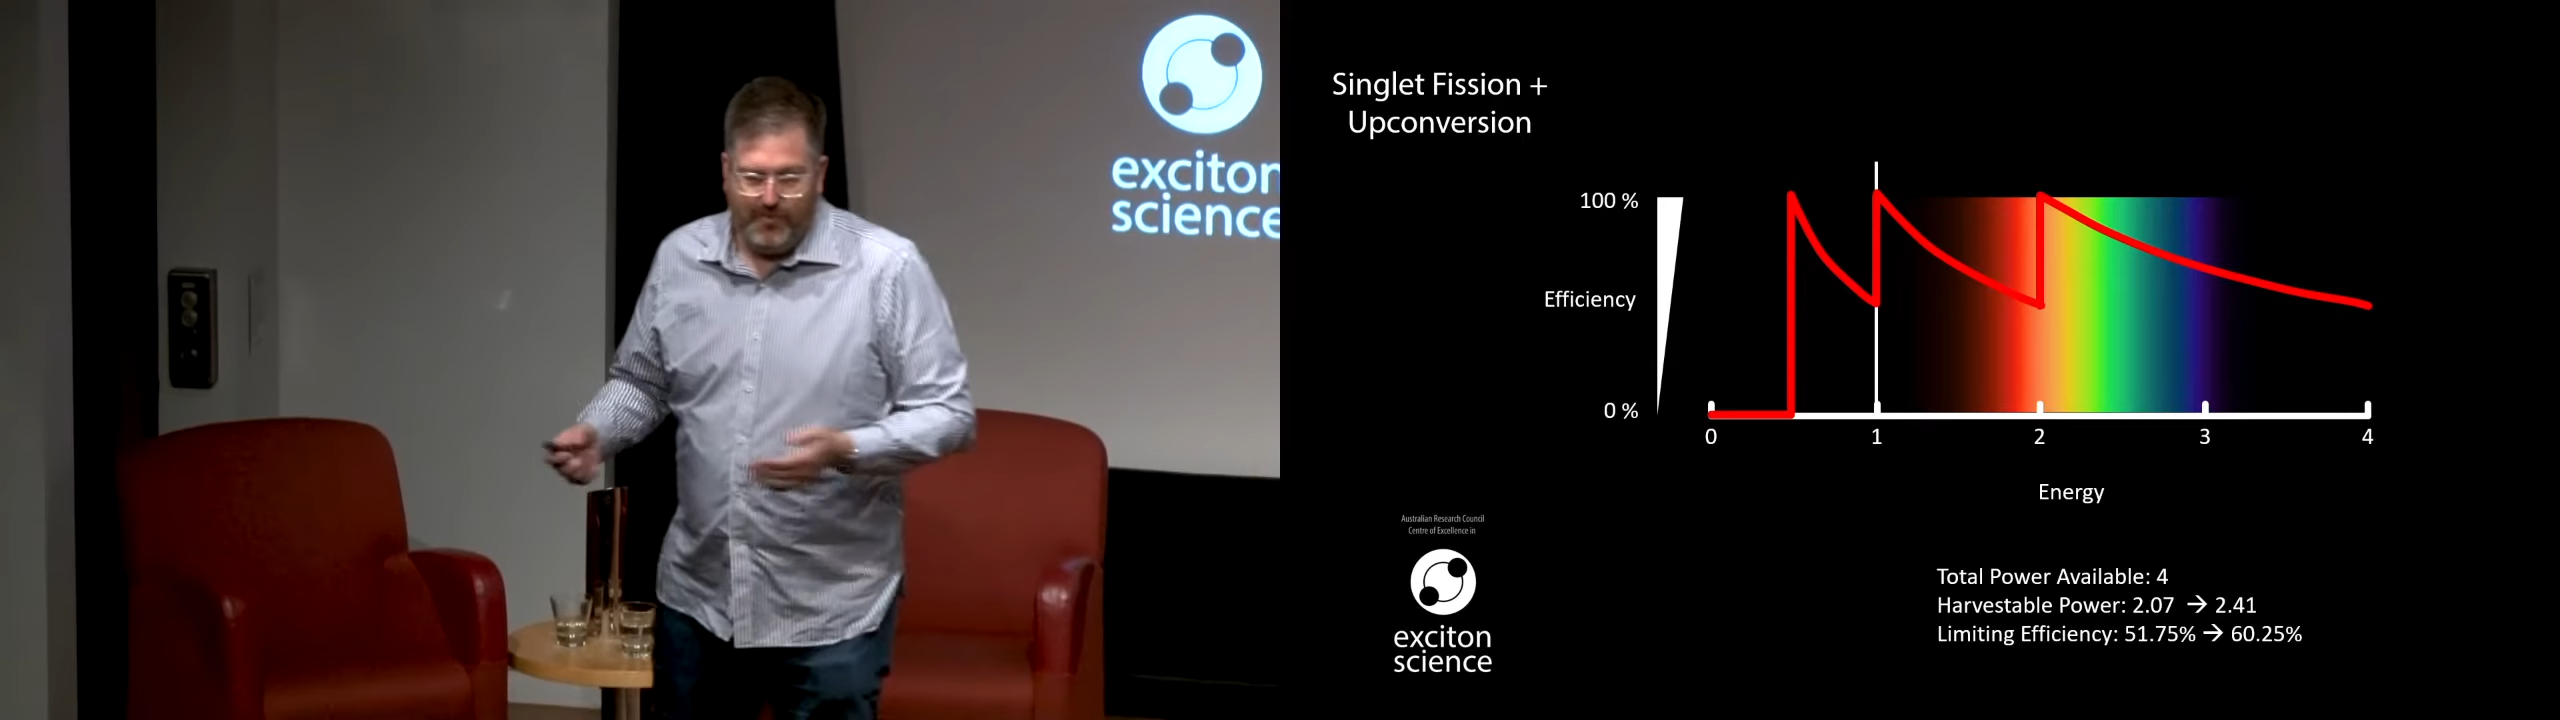 exciton
science
Singlet Fission +
Upconversion
100 %
Efficiency
0 %
0 1 2 3 4
Energy
Australian Research Council
Centre of Excellence in
exciton
science
Total Power Available: 4
Harvestable Power: 2.07 → 2.41
Limiting Efficiency: 51.75% → 60.25%